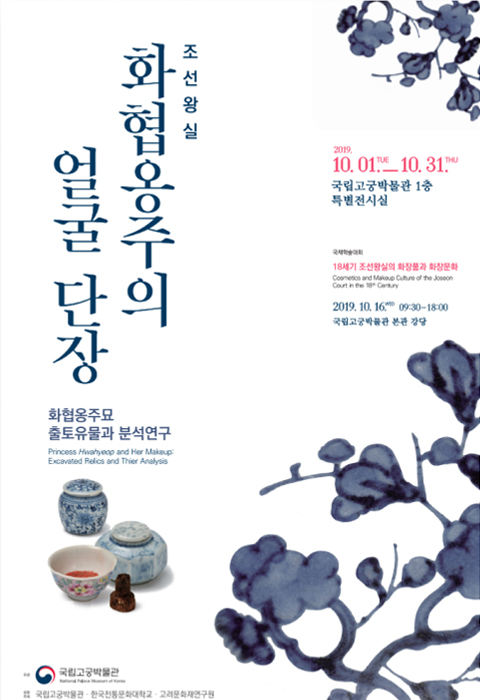 조선왕실
화협옹주의
얼굴 단장
화협옹주묘
출토유물과 분석연구
Princess Hwahyeop and Her Makeup:
Excavated Relics and Thier Analysis
2019.
10. 01.TUE — 10. 31.THU
국립고궁박물관 1층
특별전시실
국제학술대회
18세기 조선왕실의 화장품과 화장문화
Cosmetics and Makeup Culture of the Joseon
Court in the 18th Century
2019. 10. 16. 09:30~18:00
국립고궁박물관 본관 강당
국립고궁박물관
National Palace Museum of Korea
국립고궁박물관 · 한국전통문화대학교 · 고려문화재연구원